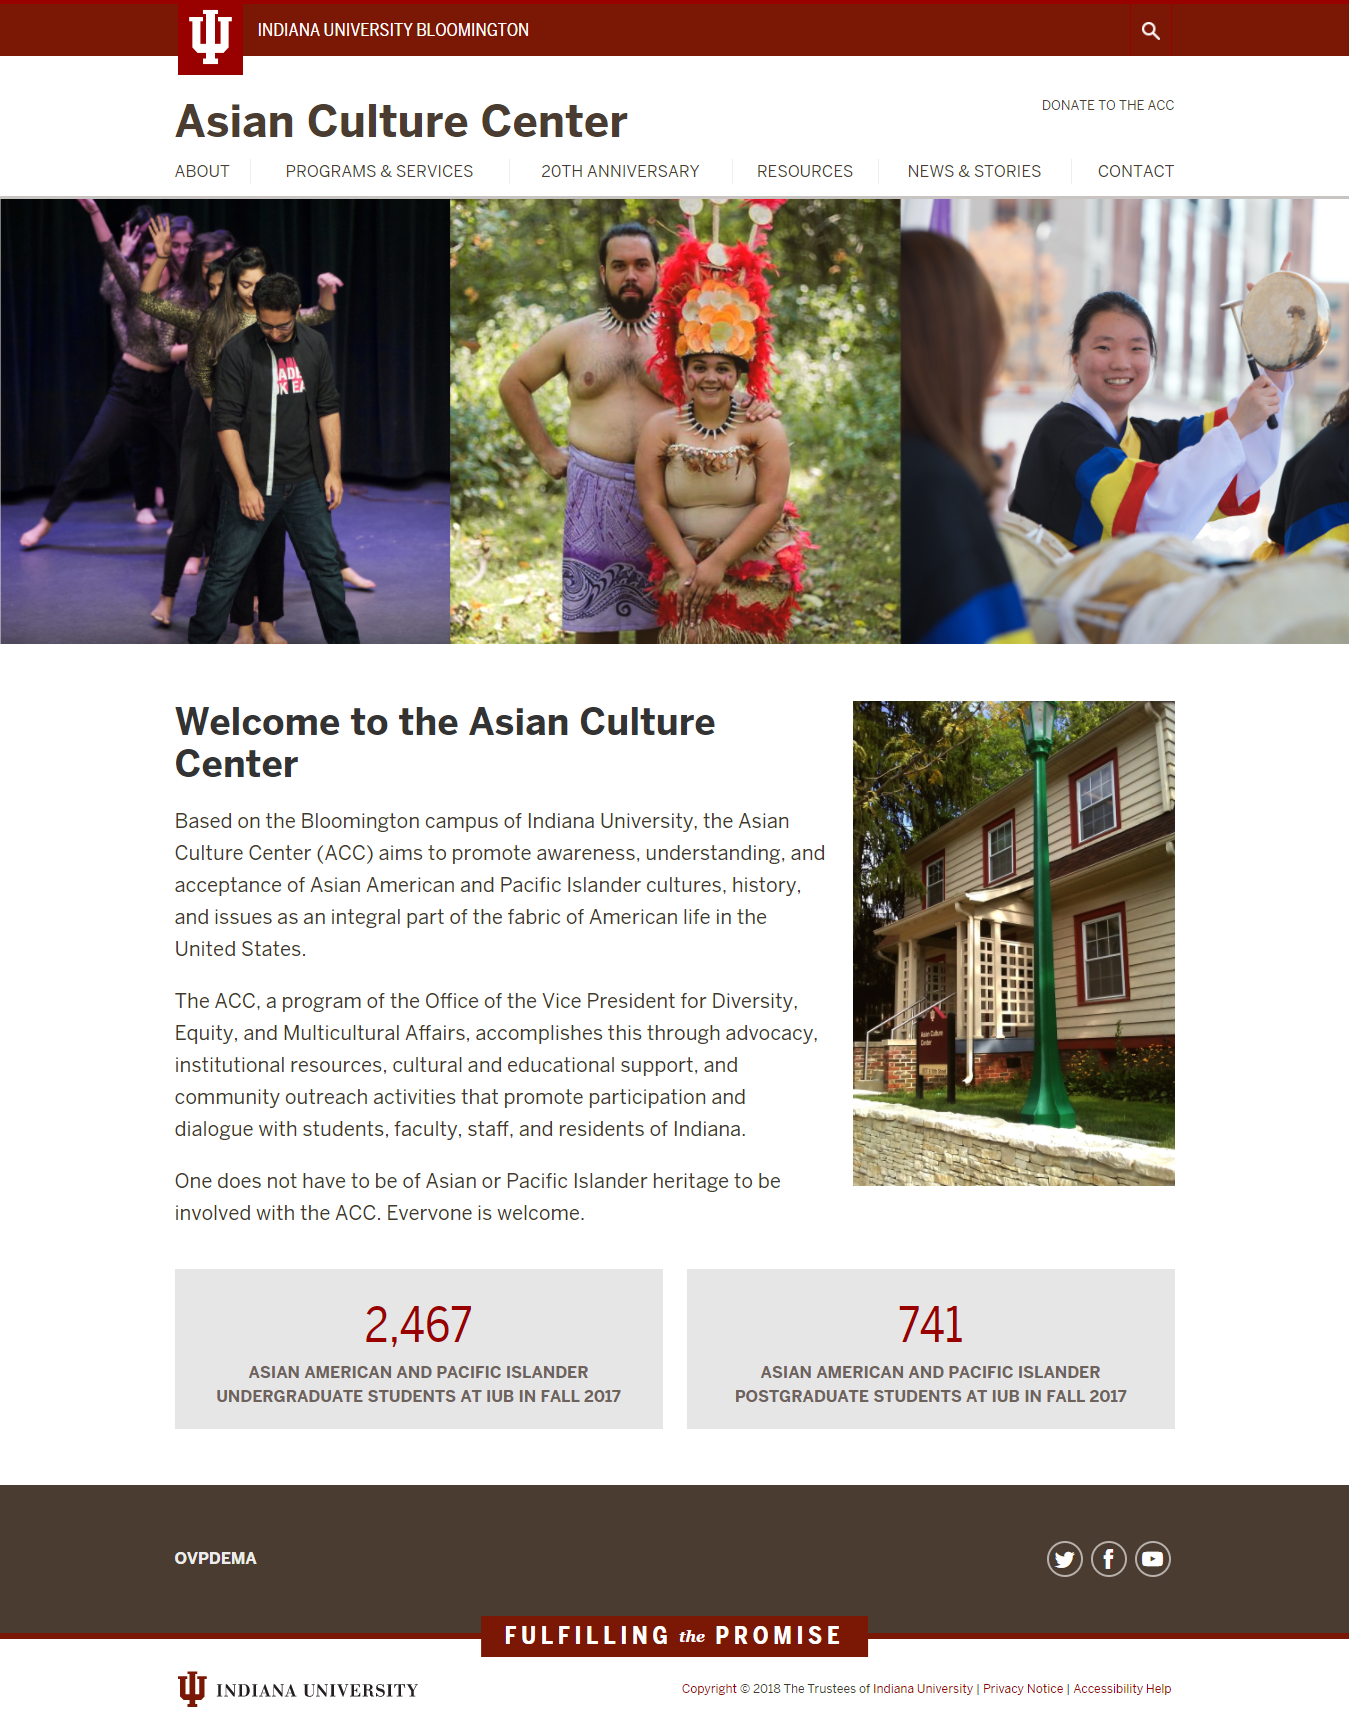 INDIANA UNIVERSITY BLOOMINGTON
Asian Culture Center
DONATE TO THE ACC
ABOUT
PROGRAMS & SERVICES
20TH ANNIVERSARY
RESOURCES
NEWS & STORIES
CONTACT
Welcome to the Asian Culture
Center
Based on the Bloomington campus of Indiana University, the Asian
Culture Center (ACC) aims to promote awareness, understanding, and
acceptance of Asian American and Pacific Islander cultures, history,
and issues as an integral part of the fabric of American life in the
United States.
The ACC, a program of the Office of the Vice President for Diversity,
Equity, and Multicultural Affairs, accomplishes this through advocacy,
institutional resources, cultural and educational support, and
community outreach activities that promote participation and
dialogue with students, faculty, staff, and residents of Indiana.
One does not have to be of Asian or Pacific Islander heritage to be
involved with the ACC. Everyone is welcome.
Asian Culture
Center
2,467
ASIAN AMERICAN AND PACIFIC ISLANDER
UNDERGRADUATE STUDENTS AT IUB IN FALL 2017
741
ASIAN AMERICAN AND PACIFIC ISLANDER
POSTGRADUATE STUDENTS AT IUB IN FALL 2017
OVPDEMA
FULFILLING the PROMISE
INDIANA UNIVERSITY
Copyright © 2018 The Trustees of Indiana University | Privacy Notice | Accessibility Help